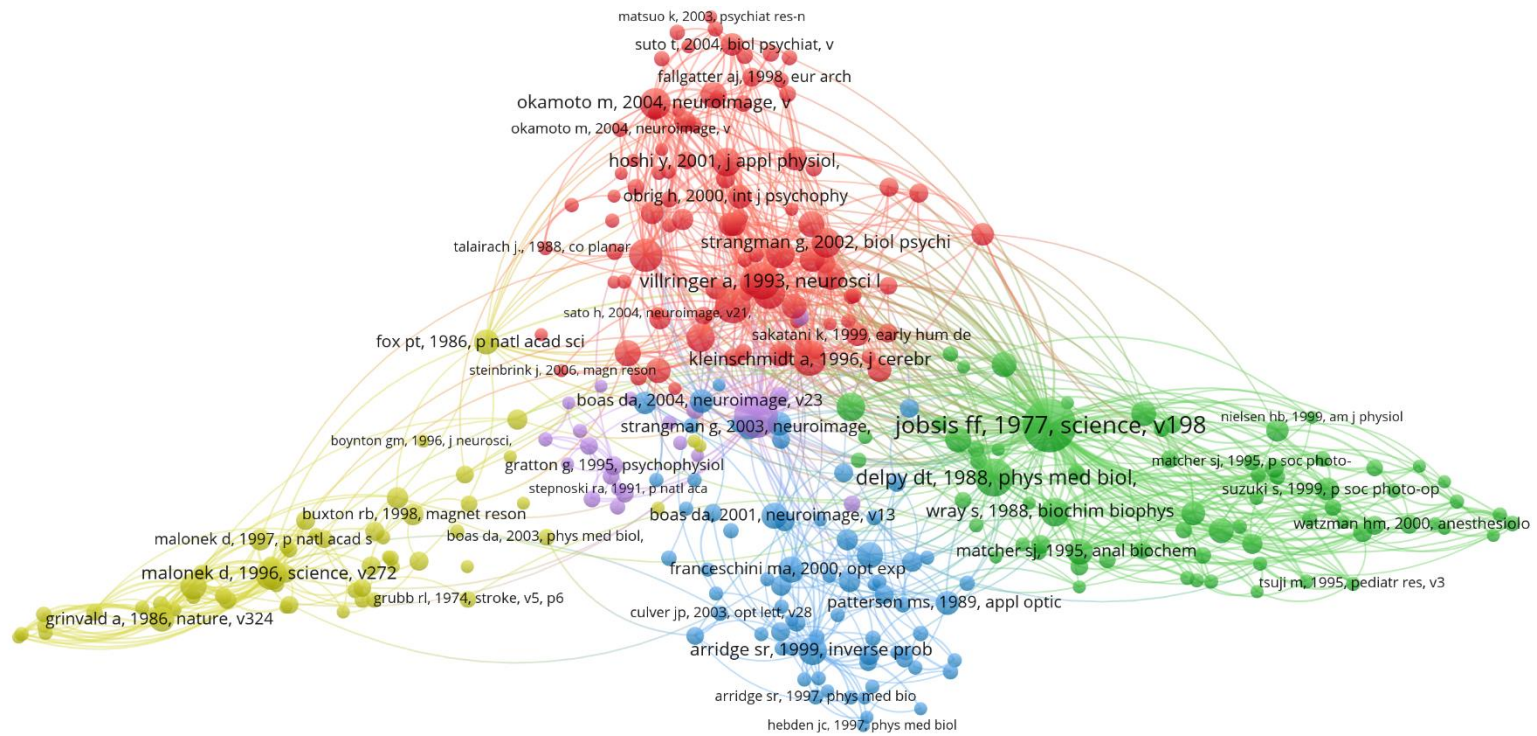 matsuo k, 2003, psychiat res-n
suto t, 2004, biol psychiat, v
fallgatter aj, 1998, eur arch
okamoto m, 2004, neuroimage, v
okamoto m, 2004, neuroimage, v
hoshi y, 2001, j appl physiol,
obrig h, 2000, int j psychophy
strangman g, 2002, biol psychi
talairach j., 1988, co planar
villringer a, 1993, neurosci l
sato h, 2004, neuroimage, v21,
sakatani k, 1999, early hum de
fox pt, 1986, p natl acad sci
kleinschmidt a, 1996, j cerebr
steinbrink j. 2006, magn reson
boas da, 2004, neuroimage, v23
strangman g, 2003, neuroimage,
jobsis ff, 1977, science, v198
nielsen hb, 1999, am j physiol
boynton gm, 1996, j neurosci,
gratton g, 1995, psychophysiol
matcher sj, 1995, p soc photo-
delpy dt, 1988, phys med biol,
stepnoski ra, 1991, p natl aca
suzuki s, 1999, p soc photo-op
buxton rb, 1998, magnet reson
boas da, 2001, neuroimage, v13
wray s, 1988, biochim biophys
watzman hm, 2000, anesthesiolo
malonek d, 1997, p natl acad s
boas da, 2003, phys med biol,
matcher sj, 1995, anal biochem
malonek d, 1996, science, v272
franceschini ma, 2000, opt exp
tsuji m, 1995, pediatr res, v3
grubb rl, 1974, stroke, v5, p6
patterson ms, 1989, appl optic
culver jp, 2003, opt lett, v28
grinvald a, 1986, nature, v324
arridge sr, 1999, inverse prob
arridge sr, 1997, phys med bio
hebden jc, 1997, phys med biol